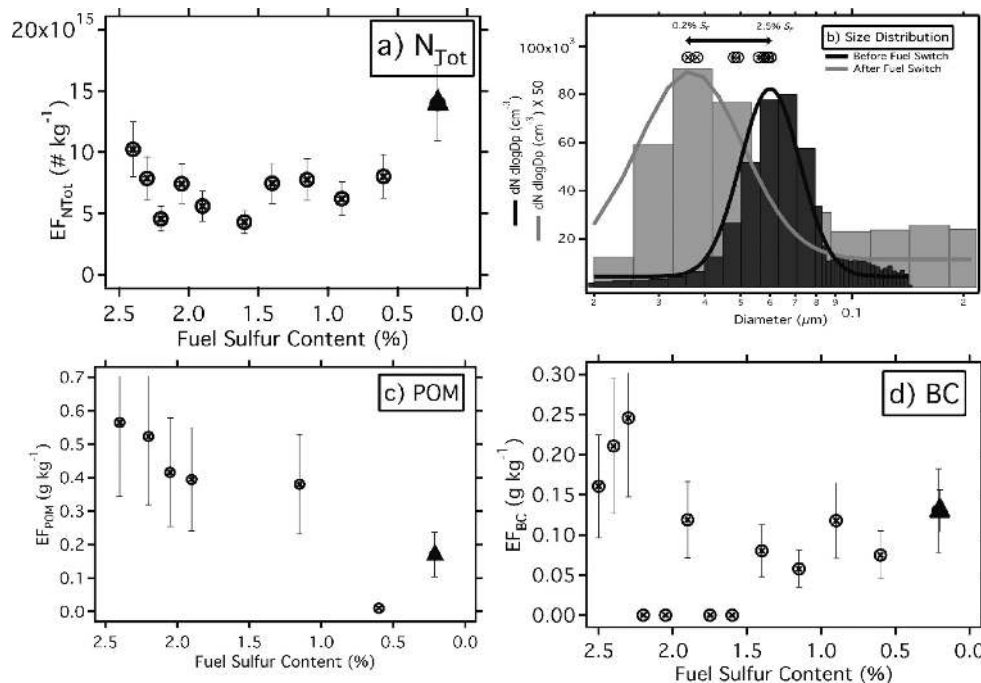 20x10¹⁵
15
10
5
0
EF_NTot (# kg⁻¹)
a) N_Tot
2.5 2.0 1.5 1.0 0.5 0.0
Fuel Sulfur Content (%)
0.2% S_F 2.5% S_F
b) Size Distribution
Before Fuel Switch
After Fuel Switch
100x10³
80
60
40
20
dN dlogDp (cm⁻³)
dN dlogDp (cm⁻³) X 50
2 3 4 5 6 7 8 9 0.1 2
Diameter (μm)
c) POM
0.7
0.6
0.5
0.4
0.3
0.2
0.1
0.0
EF_POM (g kg⁻¹)
2.5 2.0 1.5 1.0 0.5 0.0
Fuel Sulfur Content (%)
d) BC
0.30
0.25
0.20
0.15
0.10
0.05
0.00
EF_BC (g kg⁻¹)
2.5 2.0 1.5 1.0 0.5 0.0
Fuel Sulfur Content (%)